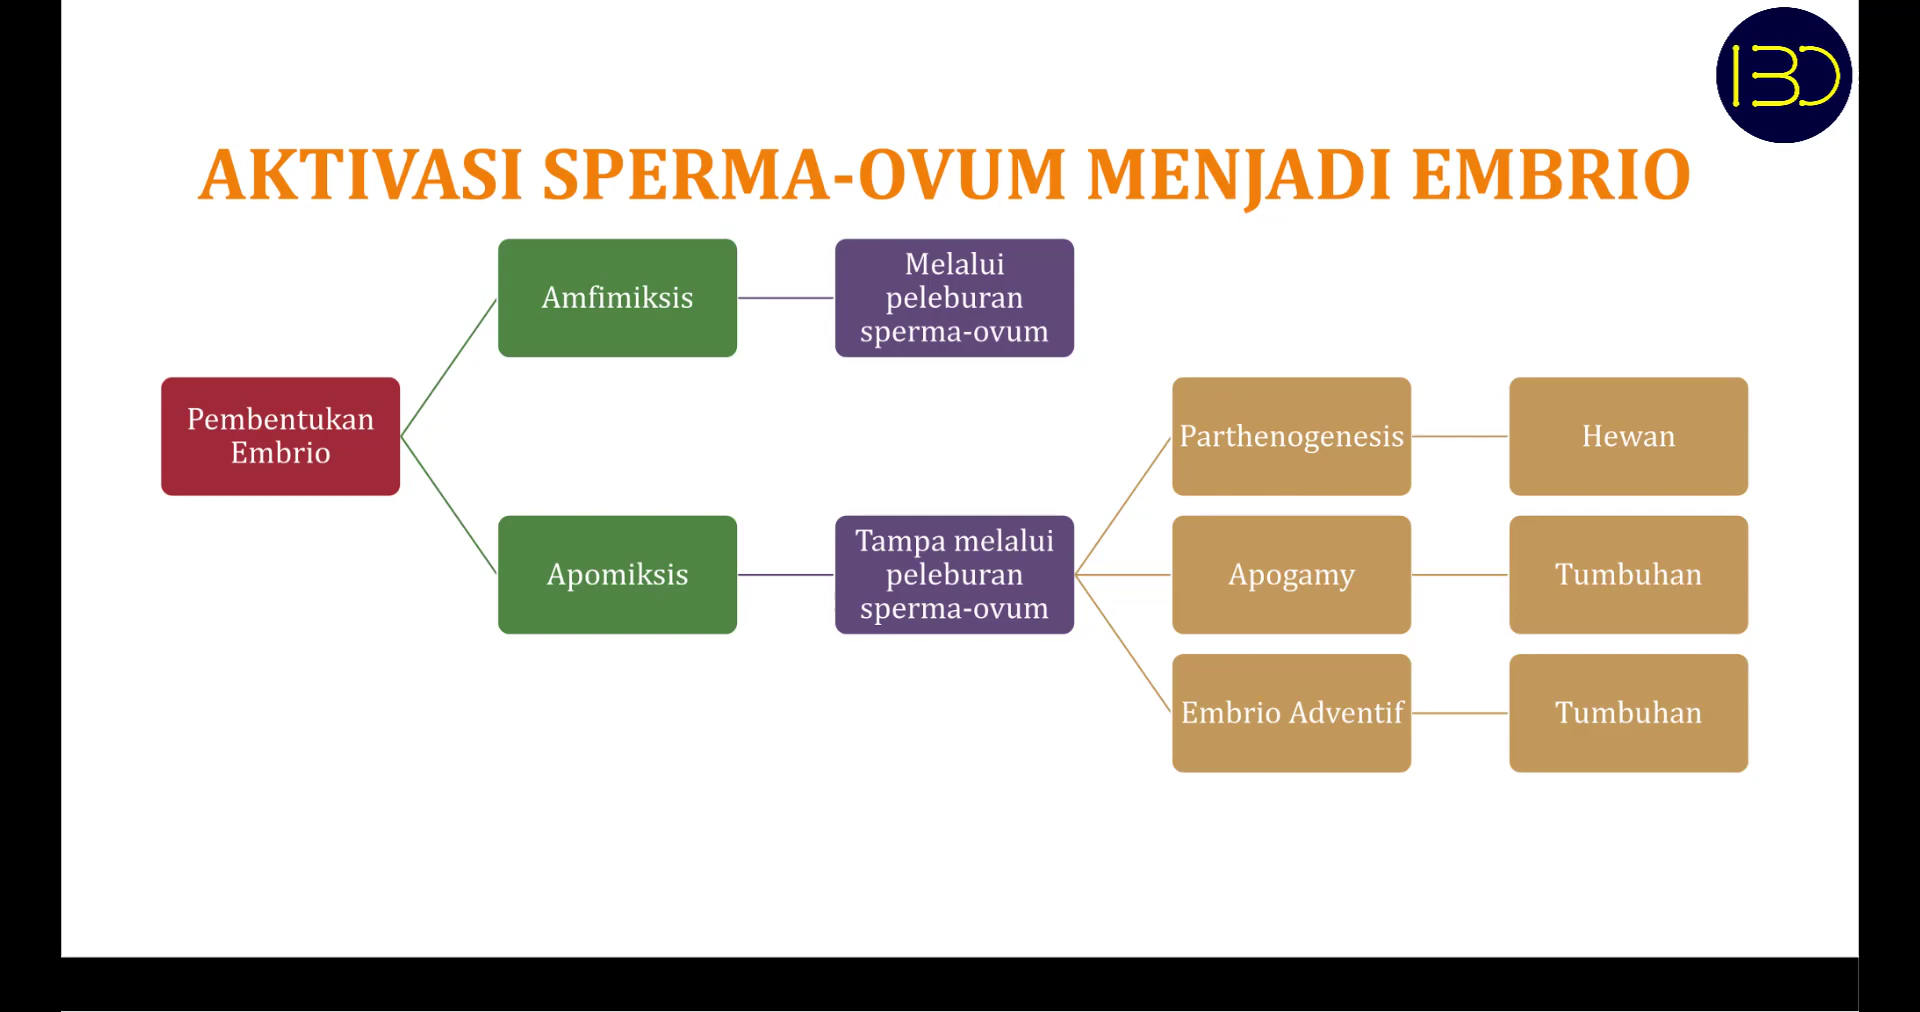 IBD
AKTIVASI SPERMA-OVUM MENJADI EMBRIO
Pembentukan
Embrio
Amfimiksis
Melalui
peleburan
sperma-ovum
Apomiksis
Tampa melalui
peleburan
sperma-ovum
Parthenogenesis
Hewan
Apogamy
Tumbuhan
Embrio Adventif
Tumbuhan